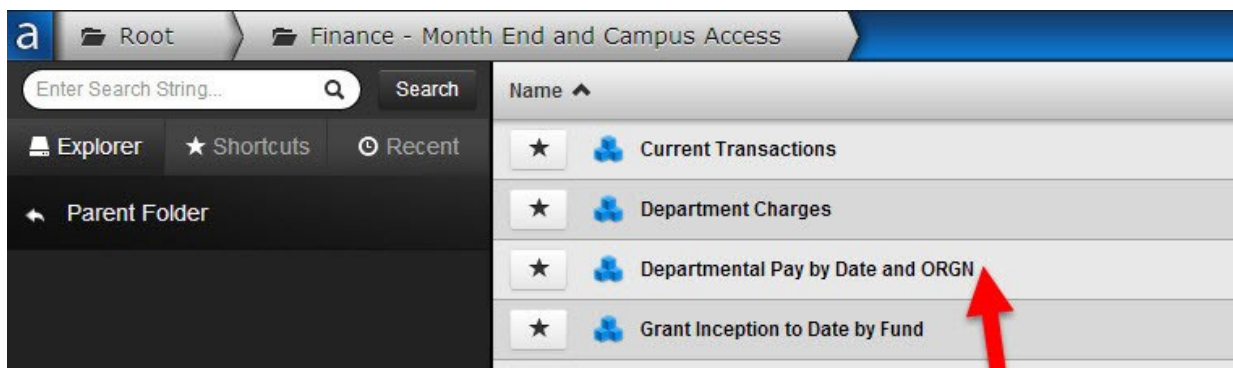 a Root Finance - Month End and Campus Access
Enter Search String... Search
Name
Explorer Shortcuts Recent
Parent Folder
Current Transactions
Department Charges
Departmental Pay by Date and ORGN
Grant Inception to Date by Fund